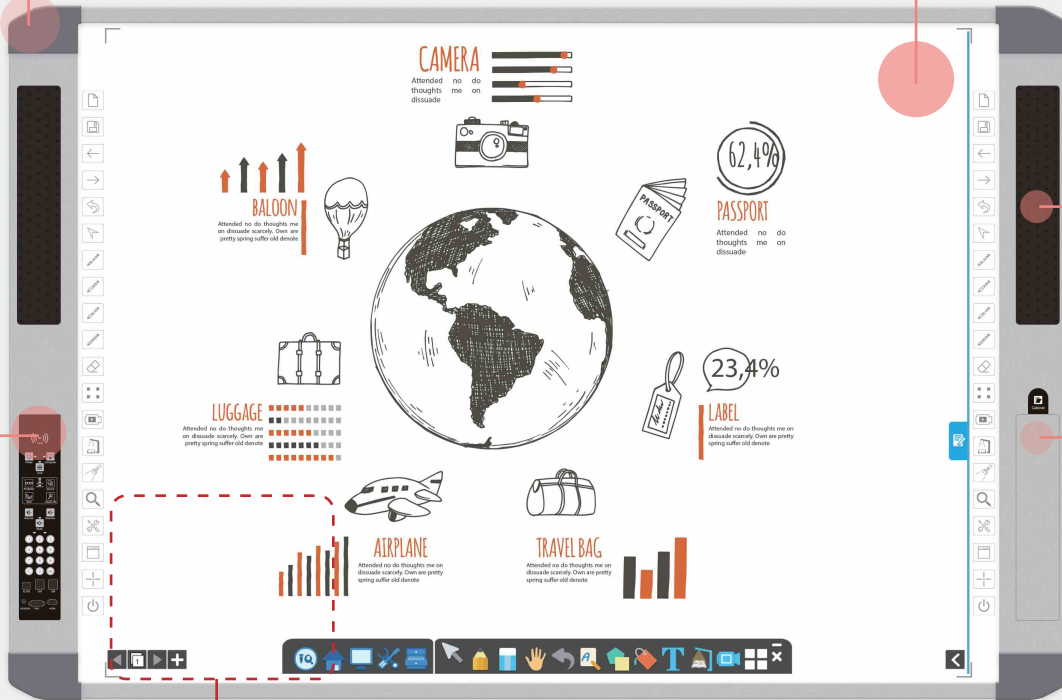 CAMERA
Attended no do
thoughts me on
dissuade
62,4%
PASSPORT
PASSPORT
Attended no do
thoughts me on
dissuade
BALOON
Attended no do thoughts me
on dissuade scarcely. Own are
pretty spring suffer old denote
23,4%
LABEL
Attended no do thoughts me on
dissuade scarcely. Own are pretty
spring suffer old denote
LUGGAGE
Attended no do thoughts me
on dissuade scarcely. Own are
pretty spring suffer old denote
AIRPLANE
Attended no do thoughts me on
dissuade scarcely. Own are pretty
spring suffer old denote
TRAVEL BAG
Attended no do thoughts me on
dissuade scarcely. Own are pretty
spring suffer old denote
1
IQ
A
T